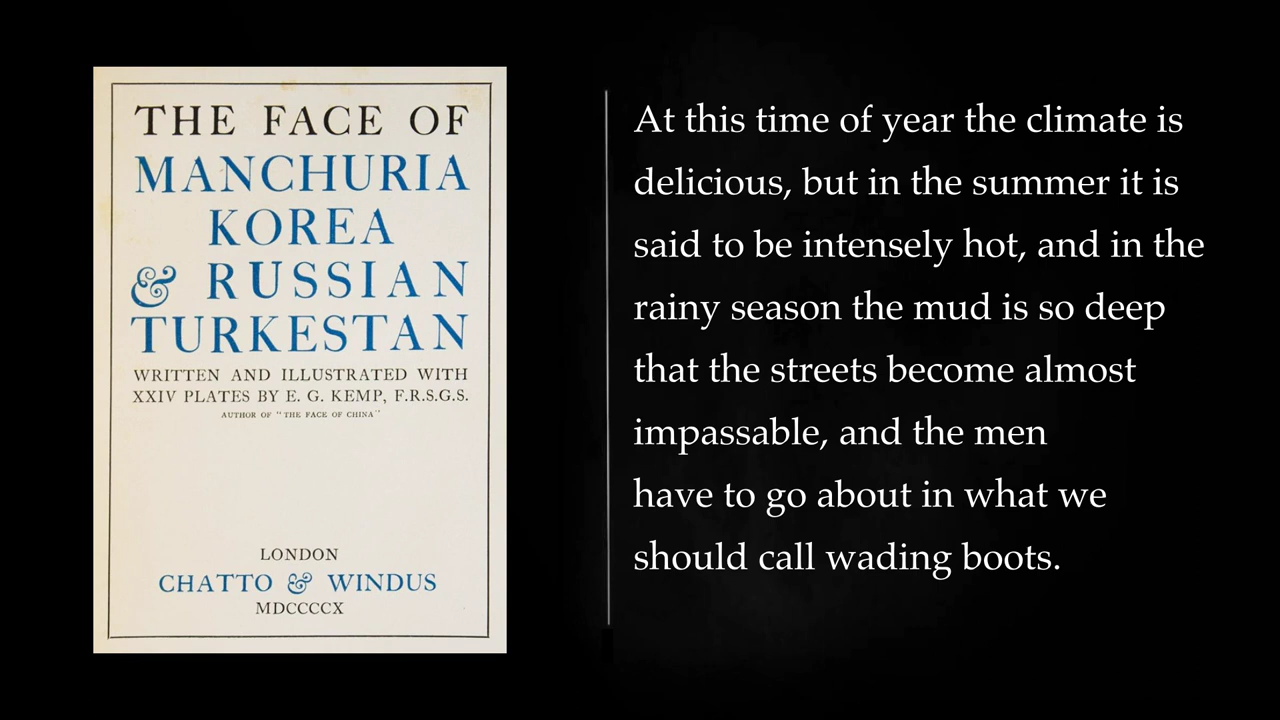 THE FACE OF
MANCHURIA
KOREA
& RUSSIAN
TURKESTAN
WRITTEN AND ILLUSTRATED WITH
XXIV PLATES BY E. G. KEMP, F.R.S.G.S.
AUTHOR OF "THE FACE OF CHINA"
LONDON
CHATTO & WINDUS
MDCCCCX
At this time of year the climate is
delicious, but in the summer it is
said to be intensely hot, and in the
rainy season the mud is so deep
that the streets become almost
impassable, and the men
have to go about in what we
should call wading boots.